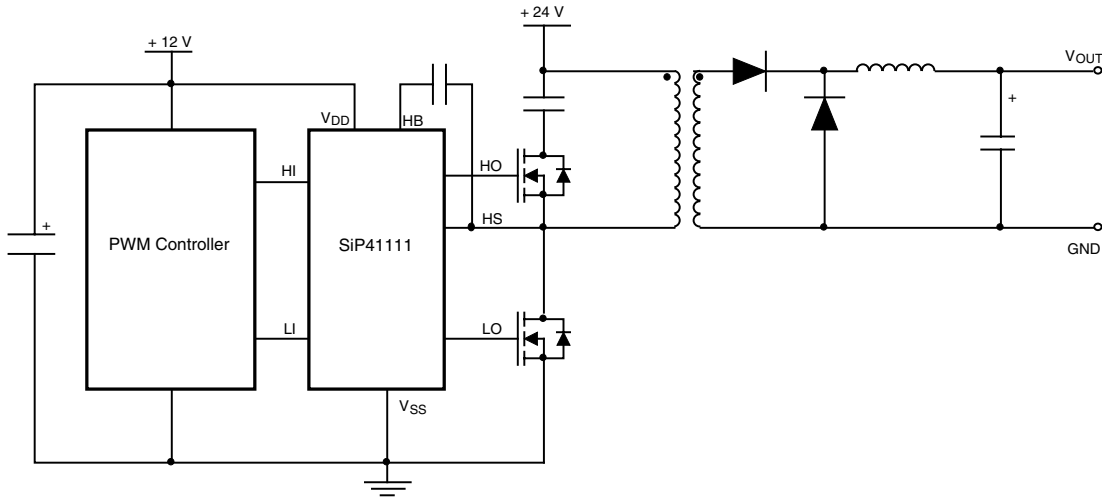 + 24 V
+ 12 V
VOUT
+
VDD
HB
HI
HO
+
PWM Controller
SiP41111
HS
GND
LI
LO
VSS